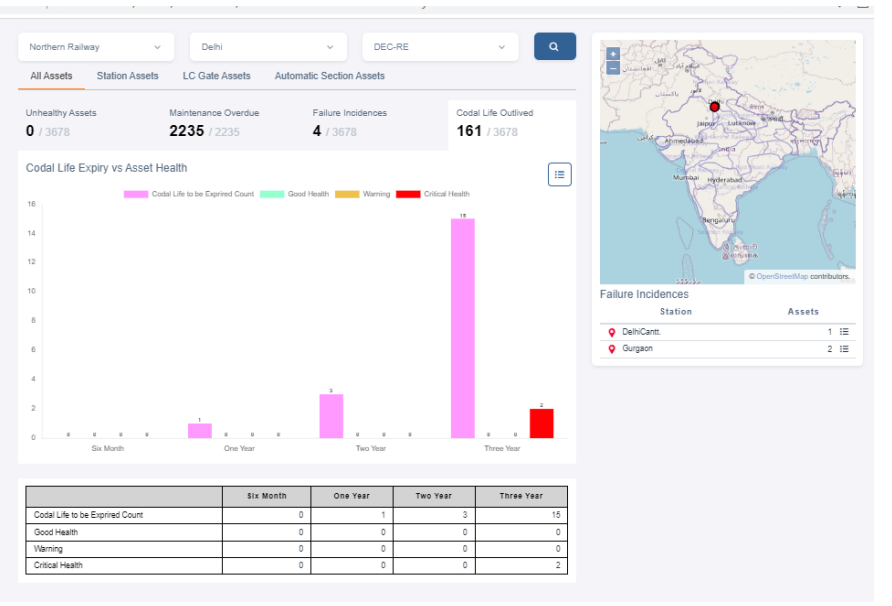 Northern Railway
Delhi
DEC-RE
All Assets Station Assets LC Gate Assets Automatic Section Assets
Unhealthy Assets Maintenance Overdue Failure Incidences Codal Life Outlived
0 / 3678 2235 / 2235 4 / 3678 161 / 3678
Codal Life Expiry vs Asset Health
Codal Life to be Exprired Count Good Health Warning Critical Health
16
14
12
10
8
6
4
2
0
0 0 0 0 1 0 0 0 3 0 0 0 15 0 0 2
Six Month One Year Two Year Three Year
Six Month One Year Two Year Three Year
Codal Life to be Exprired Count 0 1 3 15
Good Health 0 0 0 0
Warning 0 0 0 0
Critical Health 0 0 0 2
+
−
پاکستان
Delhi
Jaipur Lucknow
Ahmedabad
India
Mumbai Hyderabad
Bengaluru
© OpenStreetMap contributors.
Failure Incidences
Station Assets
DelhiCantt. 1
Gurgaon 2